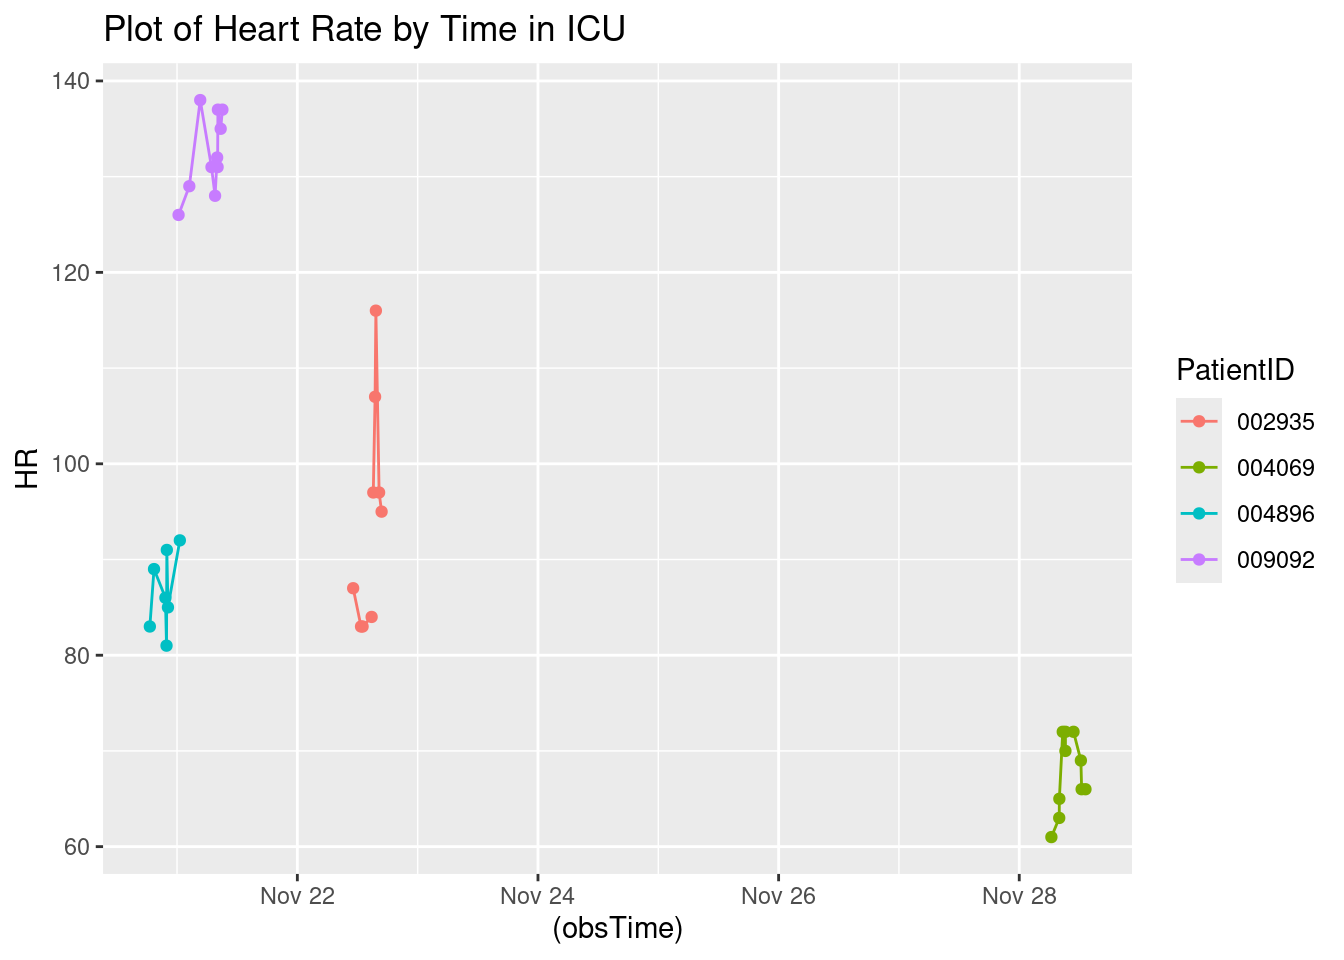 Plot of Heart Rate by Time in ICU
140
120
100
80
60
HR
Nov 22
Nov 24
Nov 26
Nov 28
(obsTime)
PatientID
002935
004069
004896
009092